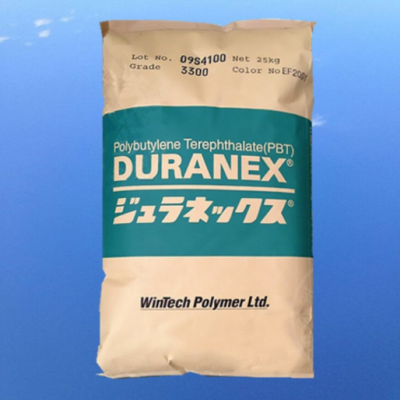 Lot No. 09S4100 Net 25kg
Grade 3300 Color No EF2001
Polybutylene Terephthalate(PBT)
DURANEX®
ジュラネックス®
WinTech Polymer Ltd.